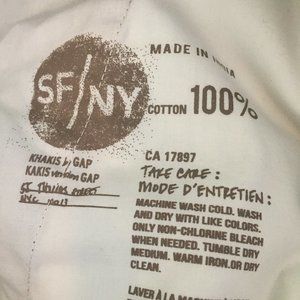 SF/NY
MADE IN INDIA
COTTON 100%
KHAKIS by GAP
KAKIS GAP
NYC
CA 17897
TAKE CARE:
MODE D'ENTRETIEN:
MACHINE WASH COLD. WASH
AND DRY WITH LIKE COLORS.
ONLY NON-CHLORINE BLEACH
WHEN NEEDED. TUMBLE DRY
MEDIUM. WARM IRON.OR DRY
CLEAN.
LAVER À LA